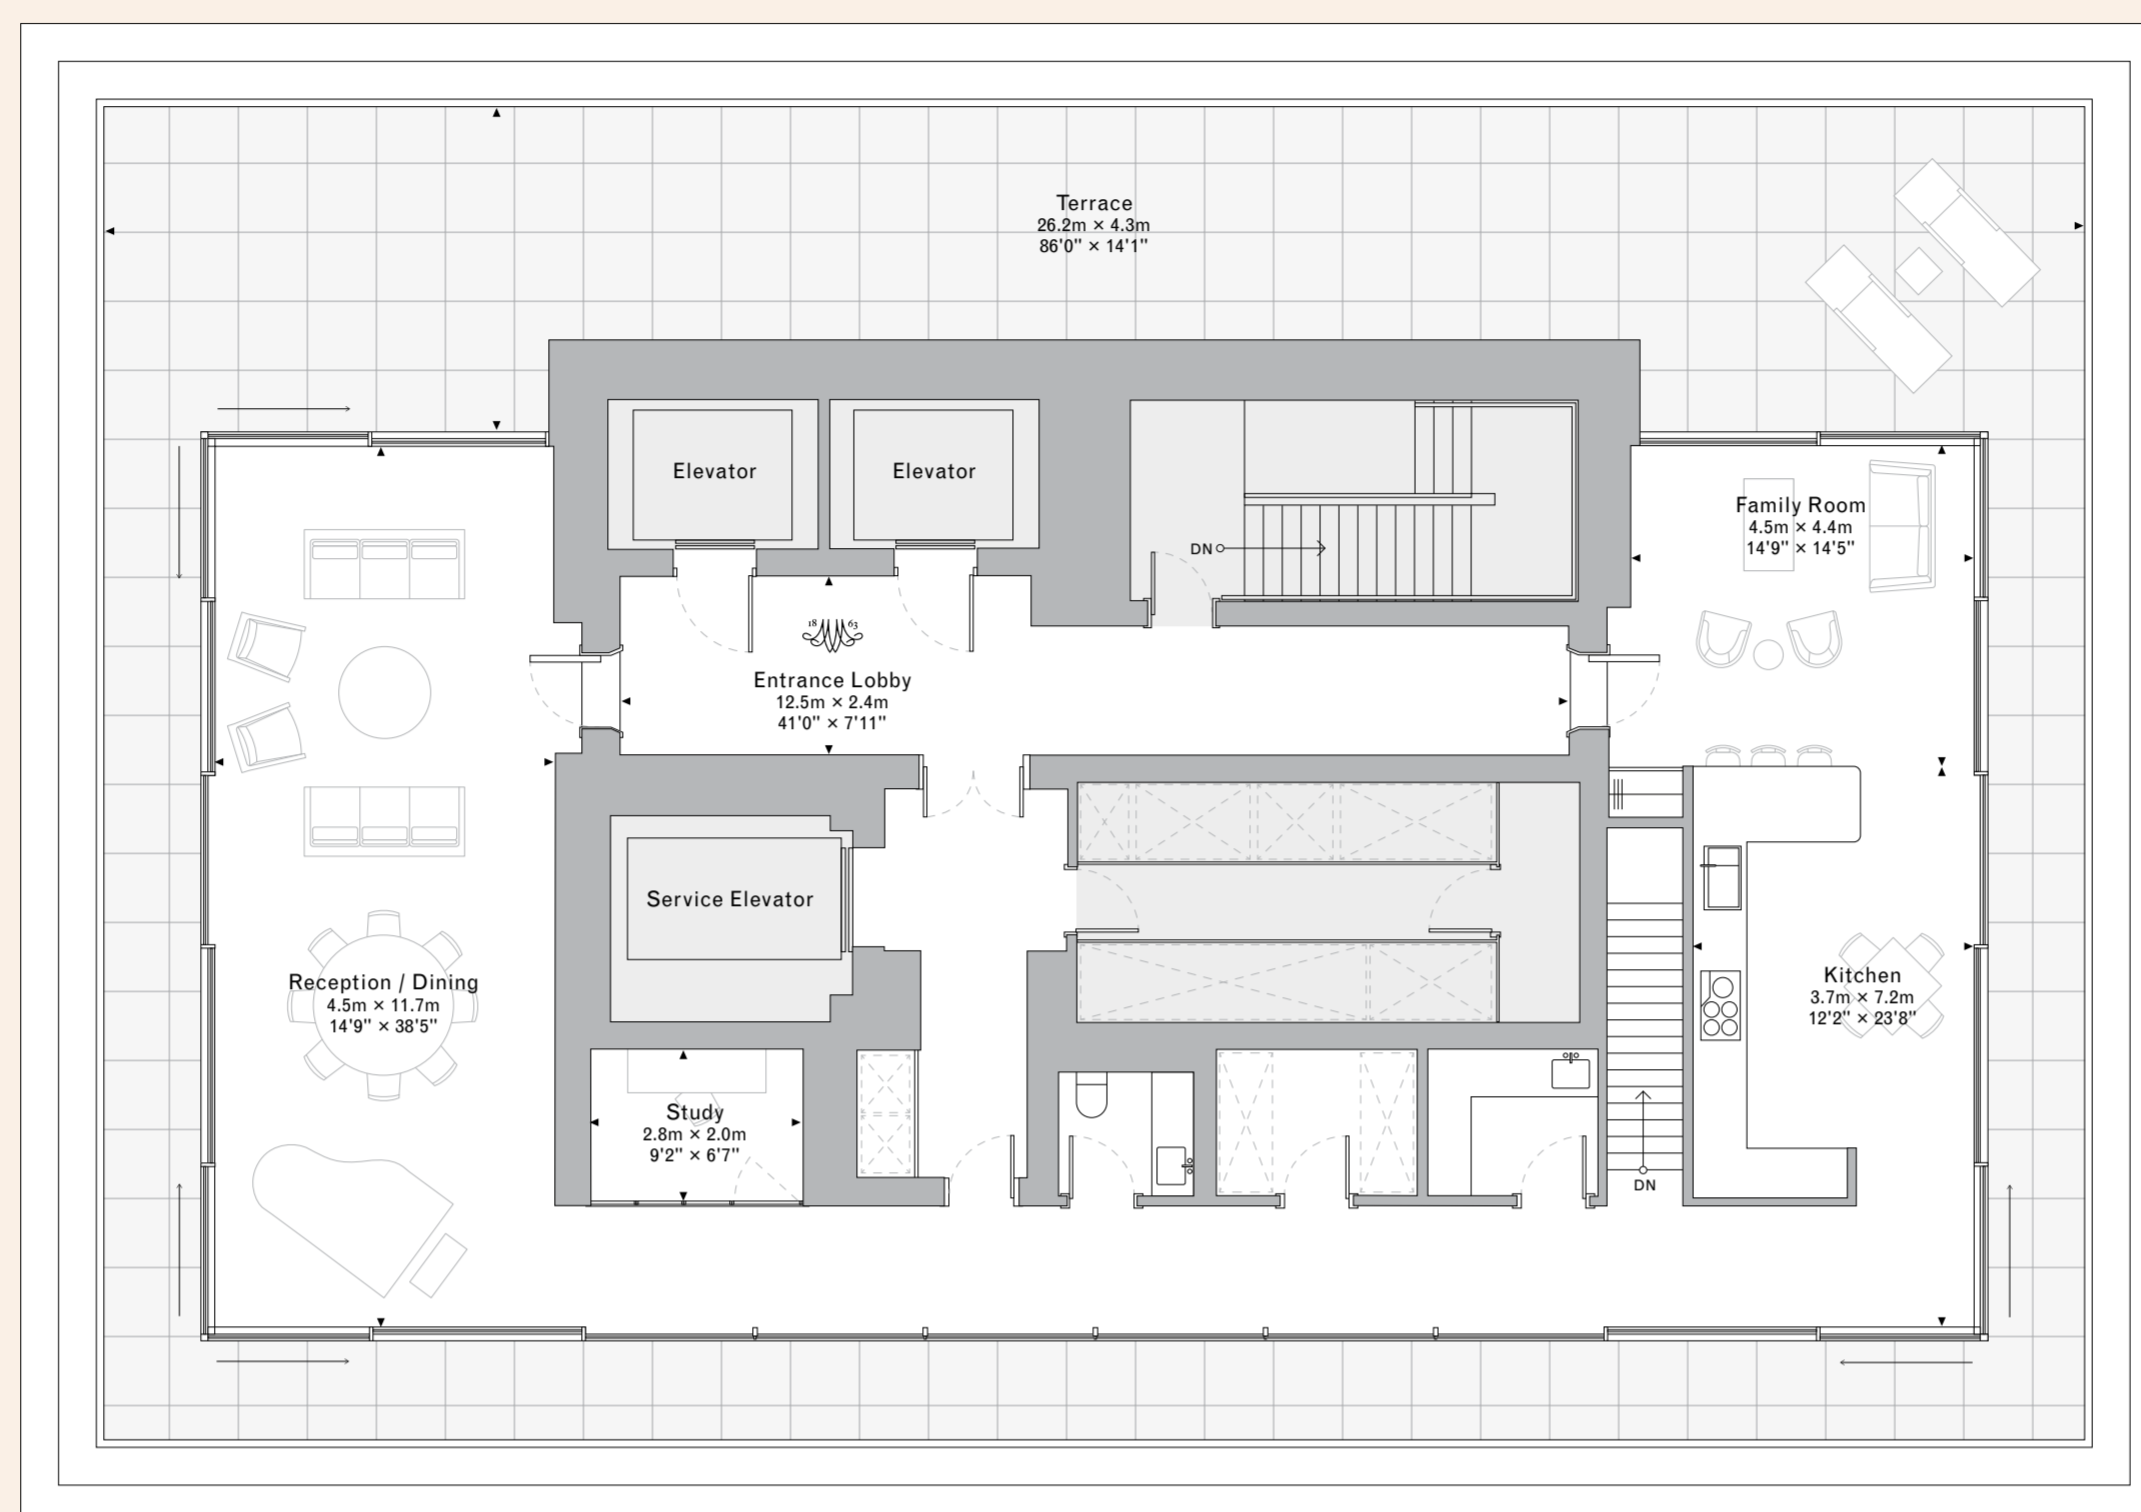 Terrace
26.2m × 4.3m
86'0" × 14'1"
Elevator
Elevator
DN
Family Room
4.5m × 4.4m
14'9" × 14'5"
18 63
Entrance Lobby
12.5m × 2.4m
41'0" × 7'11"
Service Elevator
Reception / Dining
4.5m × 11.7m
14'9" × 38'5"
Kitchen
3.7m × 7.2m
12'2" × 23'8"
Study
2.8m × 2.0m
9'2" × 6'7"
DN